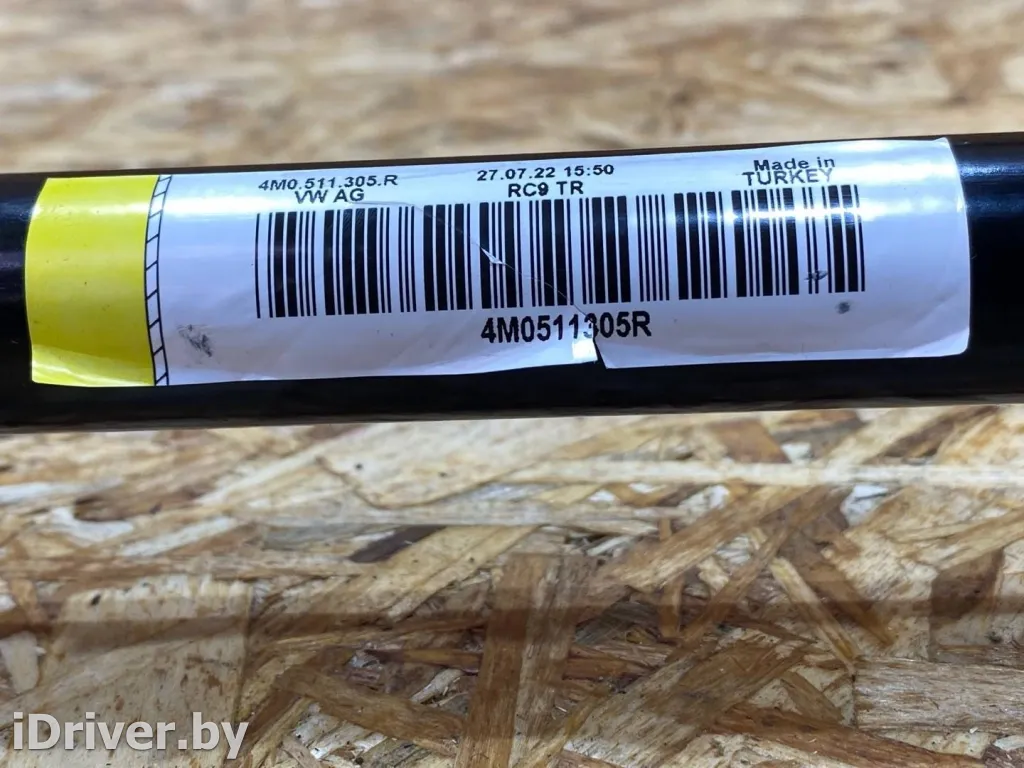 4M0.511.305.R 27.07.22 15:50 Made in
VW AG RC9 TR TURKEY
4M0511305R
iDriver.by